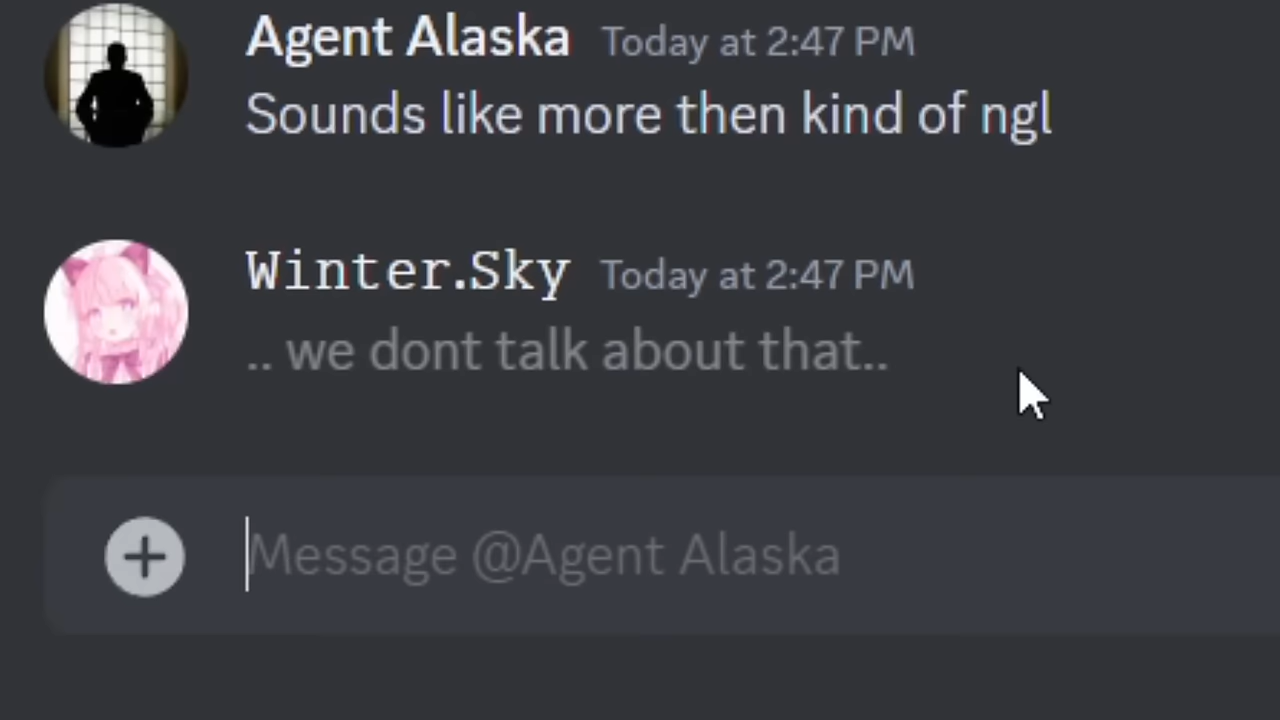 Agent Alaska Today at 2:47 PM
Sounds like more then kind of ngl
Winter.Sky Today at 2:47 PM
.. we dont talk about that..
Message @Agent Alaska